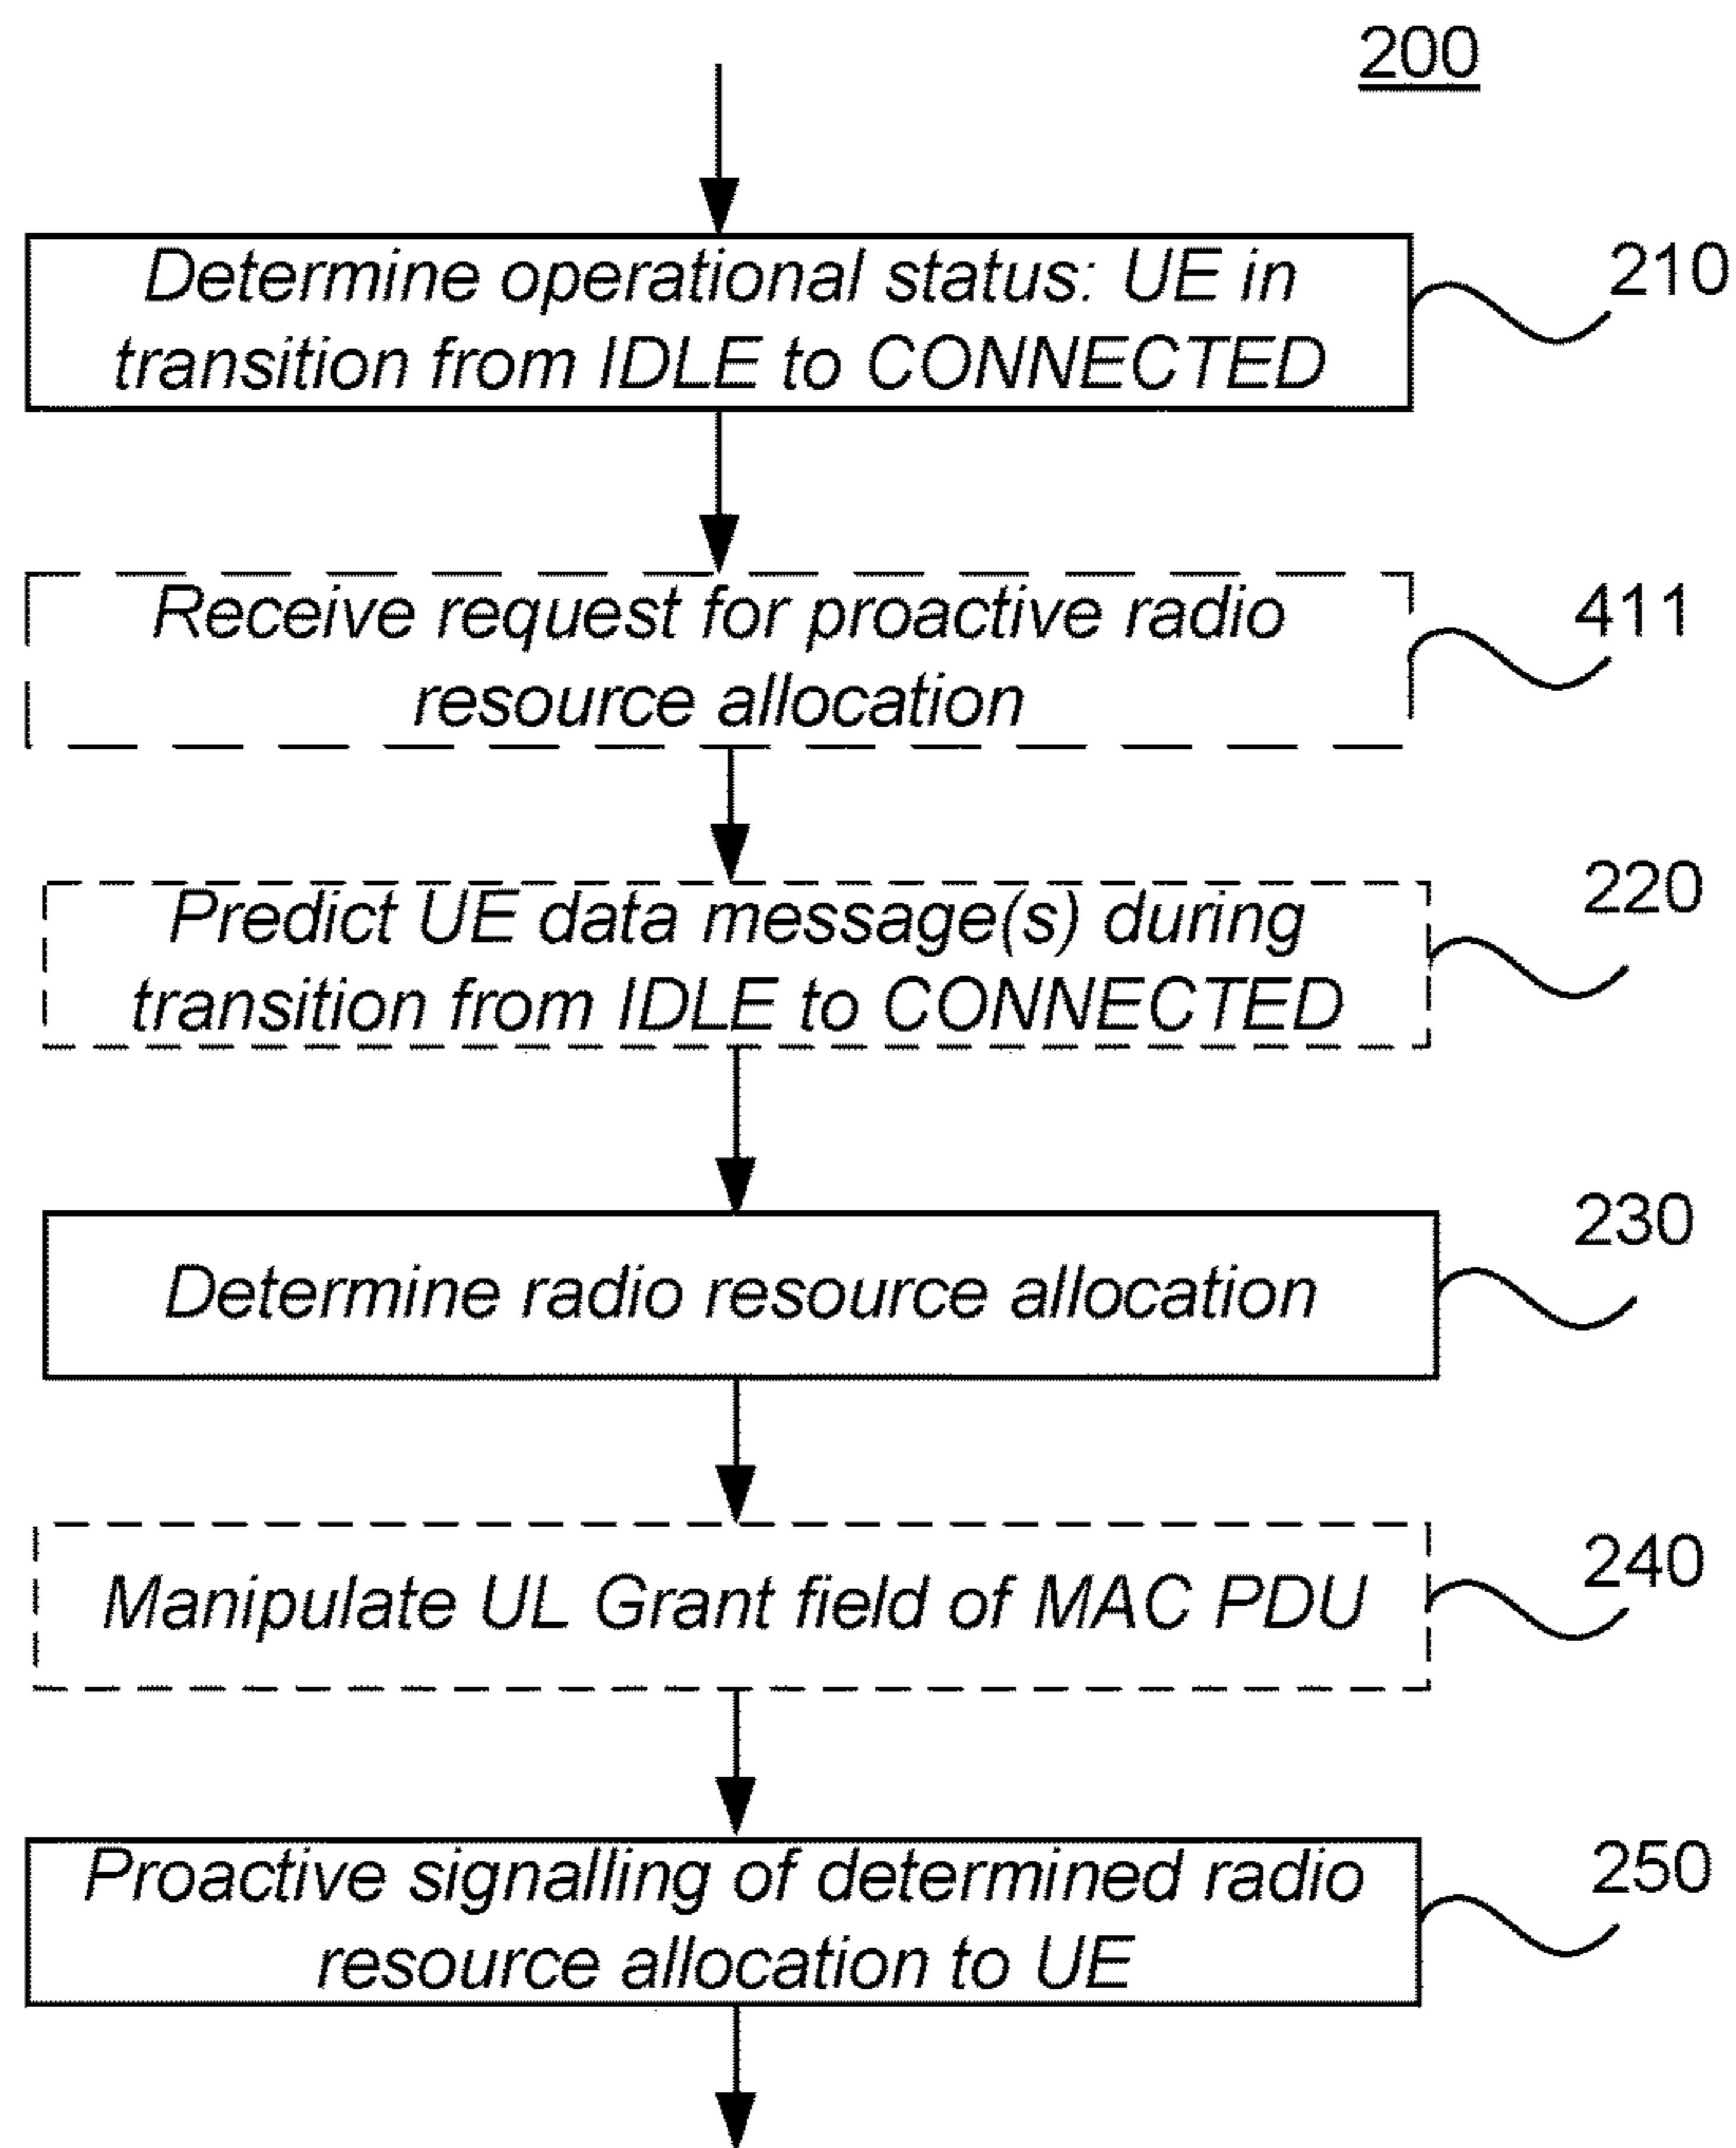 200
Determine operational status: UE in
transition from IDLE to CONNECTED
210
Receive request for proactive radio
resource allocation
411
Predict UE data message(s) during
transition from IDLE to CONNECTED
220
Determine radio resource allocation
230
Manipulate UL Grant field of MAC PDU
240
Proactive signalling of determined radio
resource allocation to UE
250